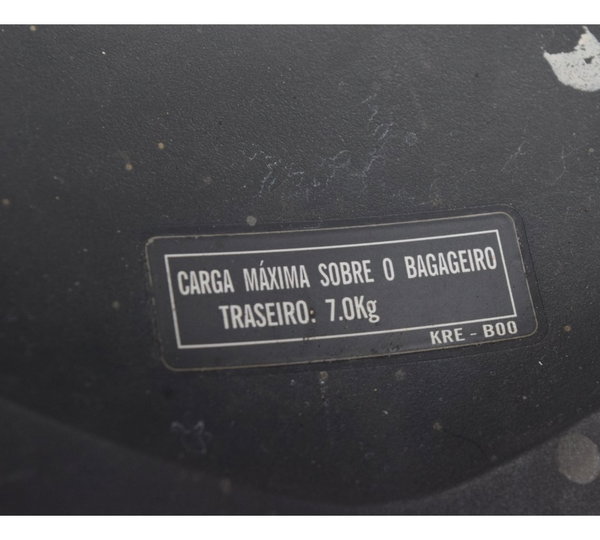 CARGA MÁXIMA SOBRE O BAGAGEIRO
TRASEIRO: 7.0Kg
KRE - B00